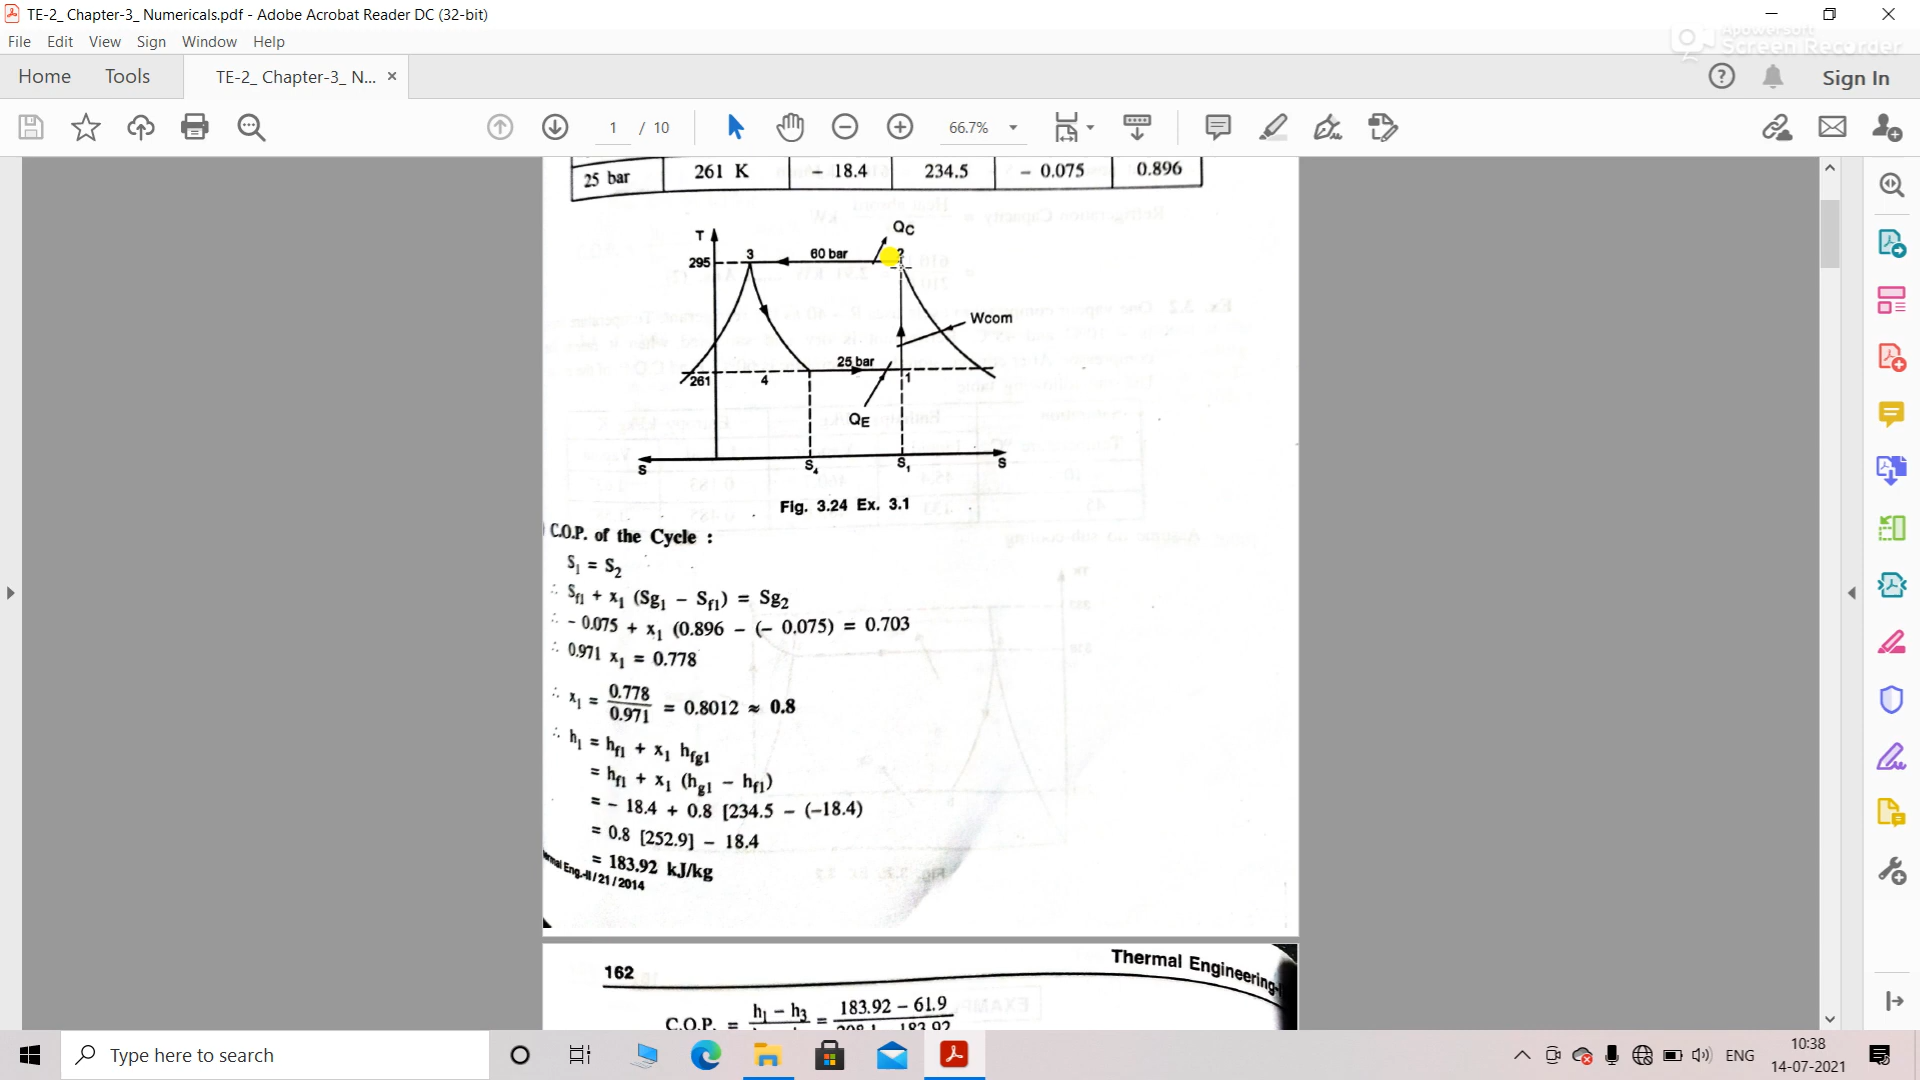 TE-2_ Chapter-3_ Numericals.pdf - Adobe Acrobat Reader DC (32-bit)
Apowersoft
Screen Recorder
File Edit View Sign Window Help
Home Tools TE-2_ Chapter-3_ N... × Sign In
1 / 10 66.7%
25 bar 261 K – 18.4 234.5 – 0.075 0.896
QC
T
295 3 60 bar 2
Wcom
25 bar
261 4 1
QE
S S4 S1 S
Fig. 3.24 Ex. 3.1
C.O.P. of the Cycle :
S1 = S2
∴ Sf1 + x1 (Sg1 – Sf1) = Sg2
∴ – 0.075 + x1 (0.896 – (– 0.075) = 0.703
∴ 0.971 x1 = 0.778
∴ x1 = 0.778 / 0.971 = 0.8012 ≈ 0.8
∴ h1 = hf1 + x1 hfg1
= hf1 + x1 (hg1 – hf1)
= – 18.4 + 0.8 [234.5 – (–18.4)
= 0.8 [252.9] – 18.4
= 183.92 kJ/kg
Eng.-II/21/2014
162 Thermal Engineering-
C.O.P. = h1 – h3 = 183.92 – 61.9
Type here to search
ENG
10:38
14-07-2021